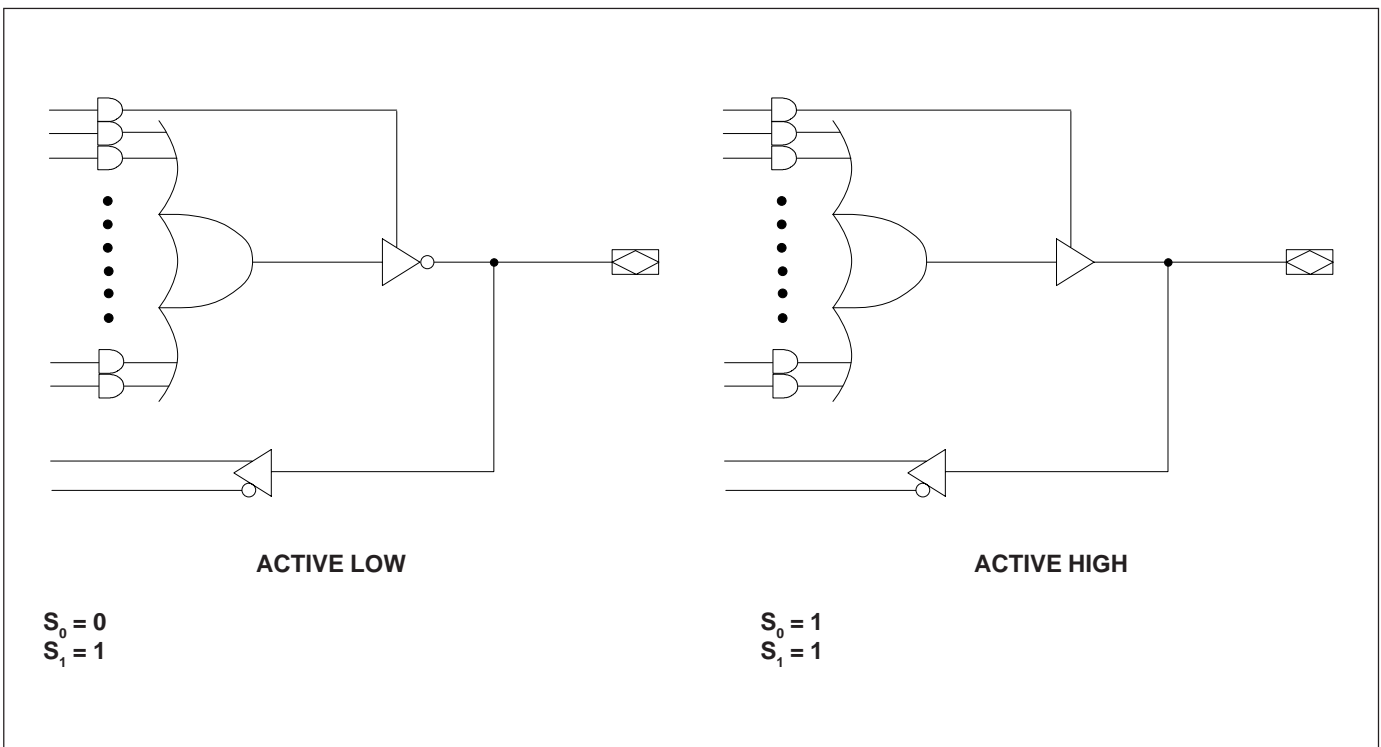 ACTIVE LOW
S₀ = 0
S₁ = 1
ACTIVE HIGH
S₀ = 1
S₁ = 1